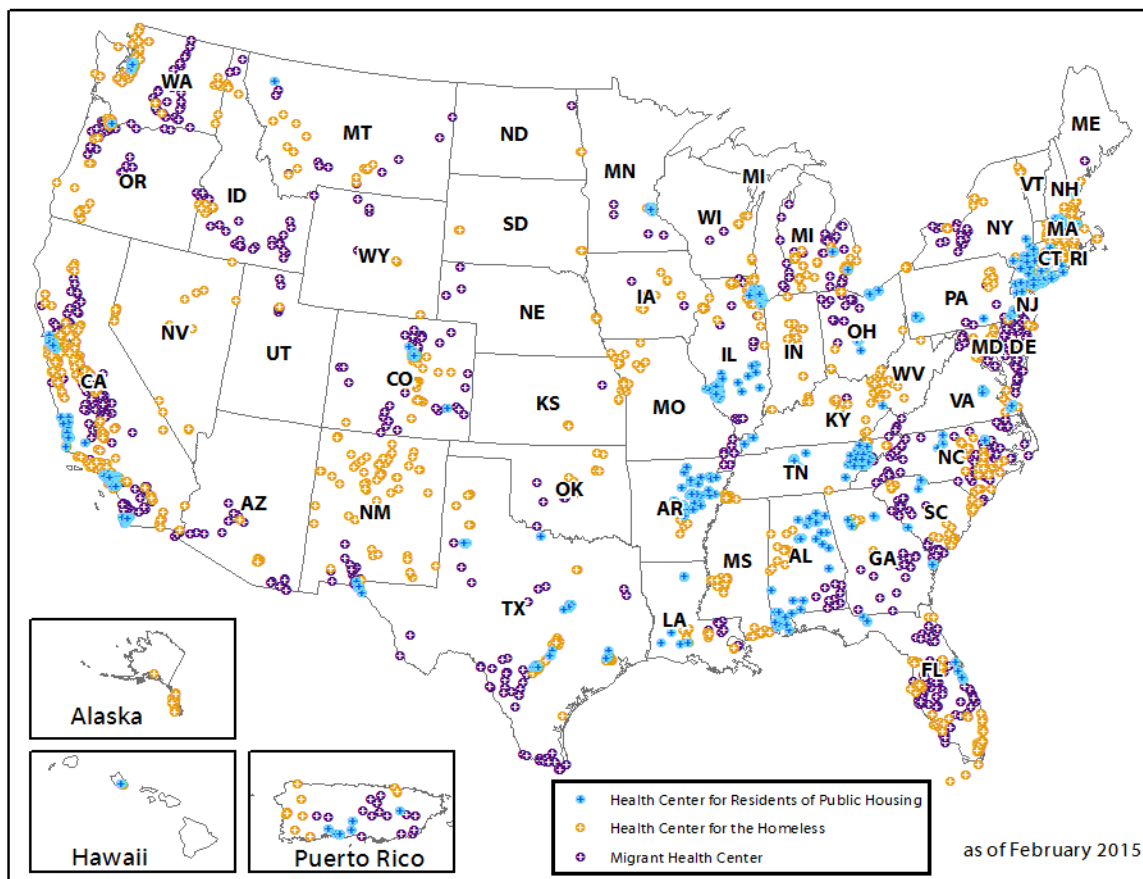 WA
MT
ND
MN
ME
OR
ID
SD
WI
MI
VT
NH
NY
MA
WY
MI
CT
RI
IA
PA
NE
NJ
NV
OH
UT
IL
IN
MD
DE
CA
CO
WV
KS
MO
VA
KY
NC
TN
OK
AZ
NM
AR
SC
MS
AL
GA
TX
LA
FL
Alaska
Hawaii
Puerto Rico
Health Center for Residents of Public Housing
Health Center for the Homeless
Migrant Health Center
as of February 2015